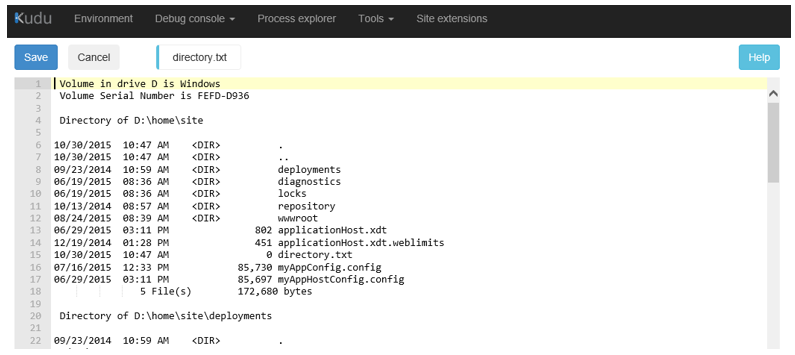 Kudu Environment Debug console Process explorer Tools Site extensions
Save Cancel directory.txt Help
1 Volume in drive D is Windows
2 Volume Serial Number is FEFD-D936
3
4 Directory of D:\home\site
5
6 10/30/2015 10:47 AM <DIR> .
7 10/30/2015 10:47 AM <DIR> ..
8 09/23/2014 10:59 AM <DIR> deployments
9 06/19/2015 08:36 AM <DIR> diagnostics
10 06/19/2015 08:36 AM <DIR> locks
11 10/13/2014 08:57 AM <DIR> repository
12 08/24/2015 08:39 AM <DIR> wwwroot
13 06/29/2015 03:11 PM 802 applicationHost.xdt
14 12/19/2014 01:28 PM 451 applicationHost.xdt.weblimits
15 10/30/2015 10:47 AM 0 directory.txt
16 07/16/2015 12:33 PM 85,730 myAppConfig.config
17 06/29/2015 03:11 PM 85,697 myAppHostConfig.config
18 5 File(s) 172,680 bytes
19
20 Directory of D:\home\site\deployments
21
22 09/23/2014 10:59 AM <DIR> .